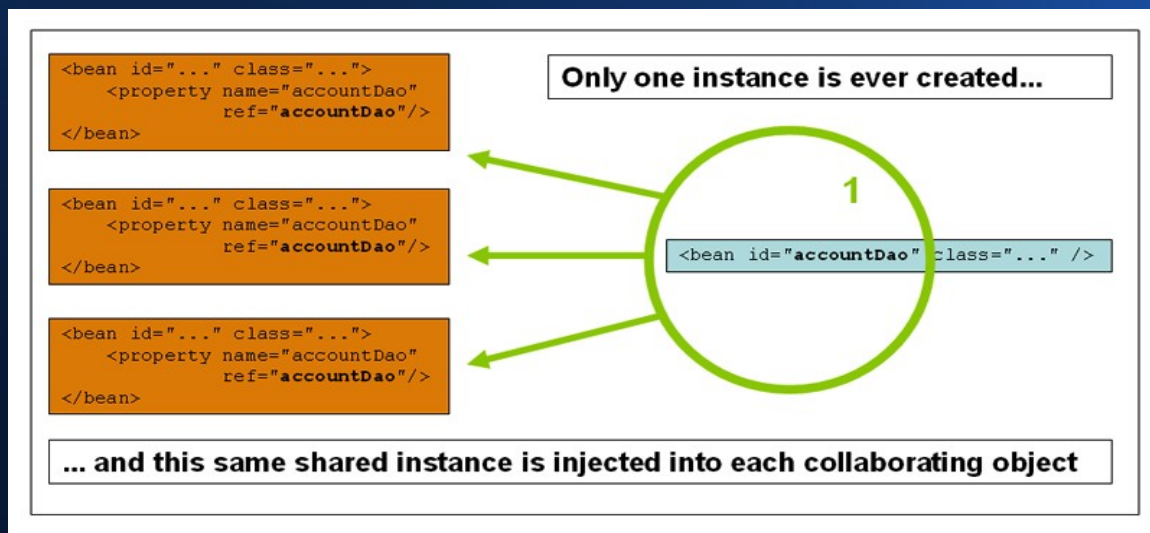 <bean id="..." class="...">
<property name="accountDao"
ref="accountDao"/>
</bean>
Only one instance is ever created...
<bean id="..." class="...">
<property name="accountDao"
ref="accountDao"/>
</bean>
1
<bean id="accountDao" class="..." />
<bean id="..." class="...">
<property name="accountDao"
ref="accountDao"/>
</bean>
... and this same shared instance is injected into each collaborating object